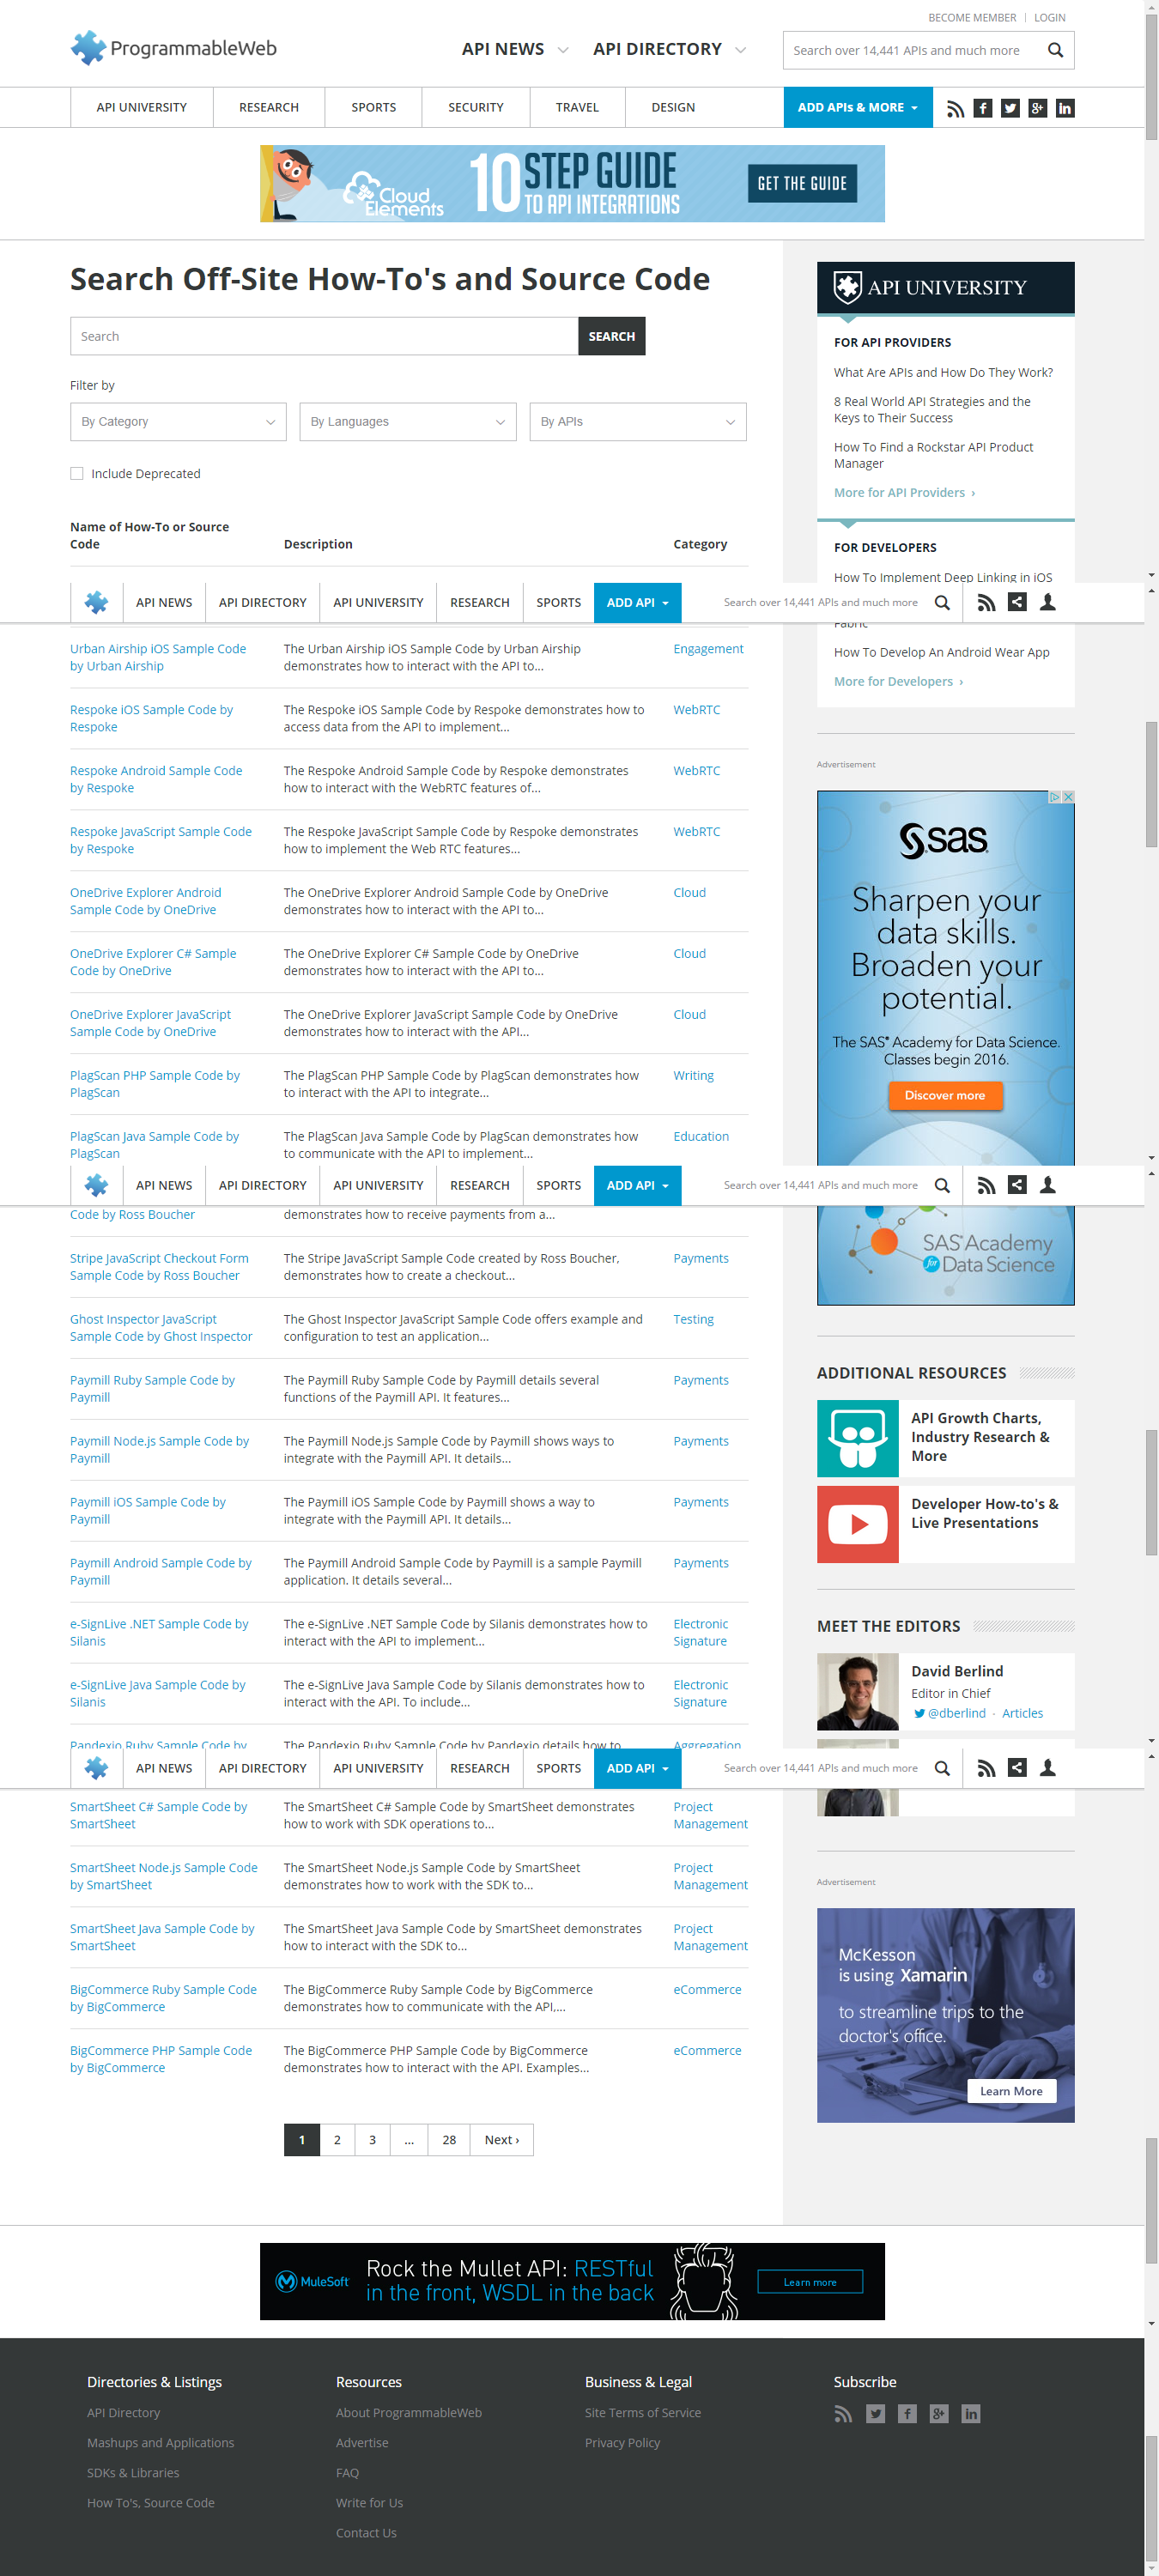 BECOME MEMBER | LOGIN
ProgrammableWeb
API NEWS
API DIRECTORY
Search over 14,441 APIs and much more
API UNIVERSITY
RESEARCH
SPORTS
SECURITY
TRAVEL
DESIGN
ADD APIs & MORE
Cloud
Elements
10 STEP GUIDE
TO API INTEGRATIONS
GET THE GUIDE
Search Off-Site How-To's and Source Code
Search
SEARCH
Filter by
By Category
By Languages
By APIs
Include Deprecated
Name of How-To or Source
Code
Description
Category
API UNIVERSITY
FOR API PROVIDERS
What Are APIs and How Do They Work?
8 Real World API Strategies and the
Keys to Their Success
How To Find a Rockstar API Product
Manager
More for API Providers ›
FOR DEVELOPERS
How To Implement Deep Linking in iOS
API NEWS
API DIRECTORY
API UNIVERSITY
RESEARCH
SPORTS
ADD API
Search over 14,441 APIs and much more
Fabric
How To Develop An Android Wear App
More for Developers ›
Urban Airship iOS Sample Code
by Urban Airship
The Urban Airship iOS Sample Code by Urban Airship
demonstrates how to interact with the API to...
Engagement
Respoke iOS Sample Code by
Respoke
The Respoke iOS Sample Code by Respoke demonstrates how to
access data from the API to implement...
WebRTC
Respoke Android Sample Code
by Respoke
The Respoke Android Sample Code by Respoke demonstrates
how to interact with the WebRTC features of...
WebRTC
Respoke JavaScript Sample Code
by Respoke
The Respoke JavaScript Sample Code by Respoke demonstrates
how to implement the Web RTC features...
WebRTC
OneDrive Explorer Android
Sample Code by OneDrive
The OneDrive Explorer Android Sample Code by OneDrive
demonstrates how to interact with the API to...
Cloud
OneDrive Explorer C# Sample
Code by OneDrive
The OneDrive Explorer C# Sample Code by OneDrive
demonstrates how to interact with the API to...
Cloud
OneDrive Explorer JavaScript
Sample Code by OneDrive
The OneDrive Explorer JavaScript Sample Code by OneDrive
demonstrates how to interact with the API...
Cloud
PlagScan PHP Sample Code by
PlagScan
The PlagScan PHP Sample Code by PlagScan demonstrates how
to interact with the API to integrate...
Writing
PlagScan Java Sample Code by
PlagScan
The PlagScan Java Sample Code by PlagScan demonstrates how
to communicate with the API to implement...
Education
Advertisement
sas
Sharpen your
data skills.
Broaden your
potential.
The SAS® Academy for Data Science.
Classes begin 2016.
Discover more
API NEWS
API DIRECTORY
API UNIVERSITY
RESEARCH
SPORTS
ADD API
Search over 14,441 APIs and much more
SAS® Academy
for Data Science
Code by Ross Boucher
demonstrates how to receive payments from a...
Stripe JavaScript Checkout Form
Sample Code by Ross Boucher
The Stripe JavaScript Sample Code created by Ross Boucher,
demonstrates how to create a checkout...
Payments
Ghost Inspector JavaScript
Sample Code by Ghost Inspector
The Ghost Inspector JavaScript Sample Code offers example and
configuration to test an application...
Testing
Paymill Ruby Sample Code by
Paymill
The Paymill Ruby Sample Code by Paymill details several
functions of the Paymill API. It features...
Payments
Paymill Node.js Sample Code by
Paymill
The Paymill Node.js Sample Code by Paymill shows ways to
integrate with the Paymill API. It details...
Payments
Paymill iOS Sample Code by
Paymill
The Paymill iOS Sample Code by Paymill shows a way to
integrate with the Paymill API. It details...
Payments
Paymill Android Sample Code by
Paymill
The Paymill Android Sample Code by Paymill is a sample Paymill
application. It details several...
Payments
e-SignLive .NET Sample Code by
Silanis
The e-SignLive .NET Sample Code by Silanis demonstrates how to
interact with the API to implement...
Electronic
Signature
e-SignLive Java Sample Code by
Silanis
The e-SignLive Java Sample Code by Silanis demonstrates how to
interact with the API. To include...
Electronic
Signature
Pandexio Ruby Sample Code by
The Pandexio Ruby Sample Code by Pandexio details how to
Aggregation
ADDITIONAL RESOURCES
API Growth Charts,
Industry Research &
More
Developer How-to's &
Live Presentations
MEET THE EDITORS
David Berlind
Editor in Chief
@dberlind · Articles
API NEWS
API DIRECTORY
API UNIVERSITY
RESEARCH
SPORTS
ADD API
Search over 14,441 APIs and much more
SmartSheet C# Sample Code by
SmartSheet
The SmartSheet C# Sample Code by SmartSheet demonstrates
how to work with SDK operations to...
Project
Management
SmartSheet Node.js Sample Code
by SmartSheet
The SmartSheet Node.js Sample Code by SmartSheet
demonstrates how to work with the SDK to...
Project
Management
SmartSheet Java Sample Code by
SmartSheet
The SmartSheet Java Sample Code by SmartSheet demonstrates
how to interact with the SDK to...
Project
Management
BigCommerce Ruby Sample Code
by BigCommerce
The BigCommerce Ruby Sample Code by BigCommerce
demonstrates how to communicate with the API,...
eCommerce
BigCommerce PHP Sample Code
by BigCommerce
The BigCommerce PHP Sample Code by BigCommerce
demonstrates how to interact with the API. Examples...
eCommerce
1 2 3 ... 28 Next ›
Advertisement
McKesson
is using Xamarin
to streamline trips to the
doctor's office.
Learn More
MuleSoft
Rock the Mullet API: RESTful
in the front, WSDL in the back
Learn more
Directories & Listings
API Directory
Mashups and Applications
SDKs & Libraries
How To's, Source Code
Resources
About ProgrammableWeb
Advertise
FAQ
Write for Us
Contact Us
Business & Legal
Site Terms of Service
Privacy Policy
Subscribe